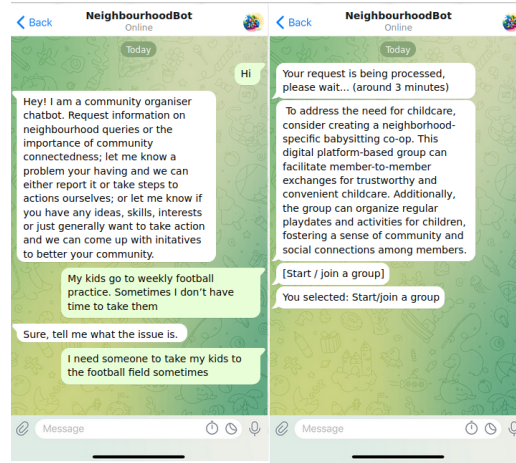 Back
NeighbourhoodBot
Online
Today
Hi
Hey! I am a community organiser
chatbot. Request information on
neighbourhood queries or the
importance of community
connectedness; let me know a
problem your having and we can
either report it or take steps to
actions ourselves; or let me know if
you have any ideas, skills, interests
or just generally want to take action
and we can come up with initatives
to better your community.
My kids go to weekly football
practice. Sometimes I don’t have
time to take them
Sure, tell me what the issue is.
I need someone to take my kids to
the football field sometimes
Message
Back
NeighbourhoodBot
Online
Today
Your request is being processed,
please wait... (around 3 minutes)
To address the need for childcare,
consider creating a neighborhood-
specific babysitting co-op. This
digital platform-based group can
facilitate member-to-member
exchanges for trustworthy and
convenient childcare. Additionally,
the group can organize regular
playdates and activities for children,
fostering a sense of community and
social connections among members.
[Start / join a group]
You selected: Start/join a group
Message